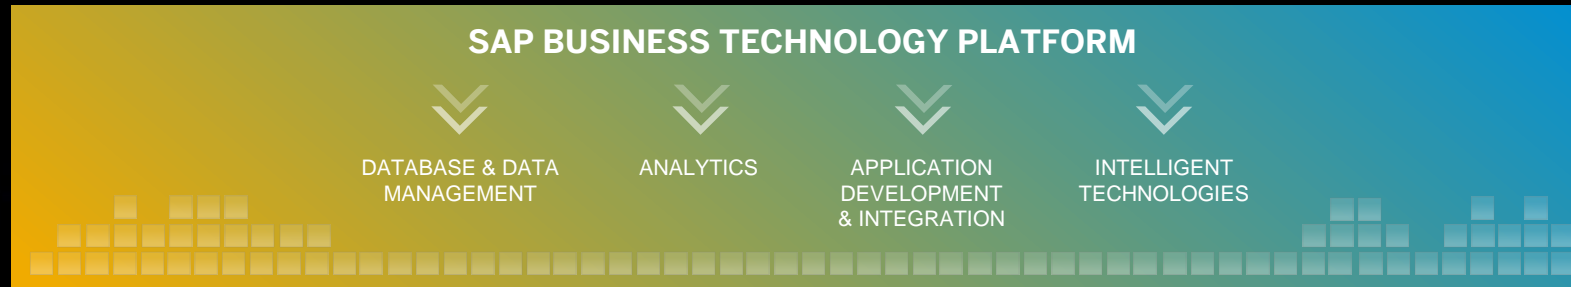 SAP BUSINESS TECHNOLOGY PLATFORM
DATABASE & DATA
MANAGEMENT
ANALYTICS
APPLICATION
DEVELOPMENT
& INTEGRATION
INTELLIGENT
TECHNOLOGIES